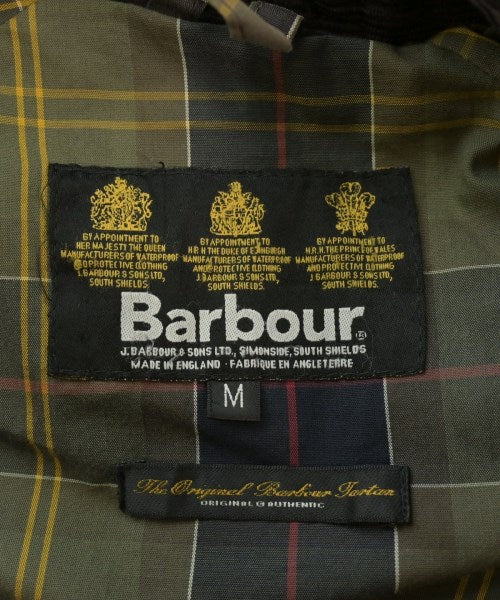 BY APPOINTMENT TO
HER MAJESTY THE QUEEN
MANUFACTURERS OF WATERPROOF
& PROTECTIVE CLOTHING
J. BARBOUR & SONS LTD.
SOUTH SHIELDS.
BY APPOINTMENT TO
H.R.H. THE DUKE OF EDINBURGH
MANUFACTURERS OF WATERPROOF
AND PROTECTIVE CLOTHING
J. BARBOUR & SONS LTD.
SOUTH SHIELDS.
BY APPOINTMENT TO
H.R.H. THE PRINCE OF WALES
MANUFACTURERS OF WATERPROOF
AND PROTECTIVE CLOTHING
J. BARBOUR & SONS LTD.
SOUTH SHIELDS.
Barbour
J. BARBOUR & SONS LTD., SIMONSIDE, SOUTH SHIELDS
MADE IN ENGLAND - FABRIQUE EN ANGLETERRE
M
The Original Barbour Tartan
ORIGINAL & AUTHENTIC